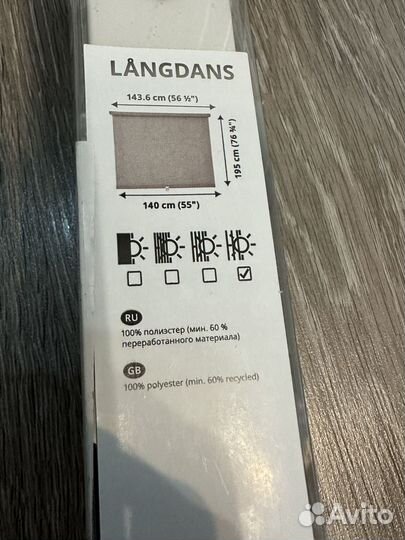 LÅNGDANS
143.6 cm (56 ½")
195 cm (76 ¾")
140 cm (55")
RU
100% полиэстер (мин. 60 %
переработанного материала)
GB
100% polyester (min. 60% recycled)
Avito